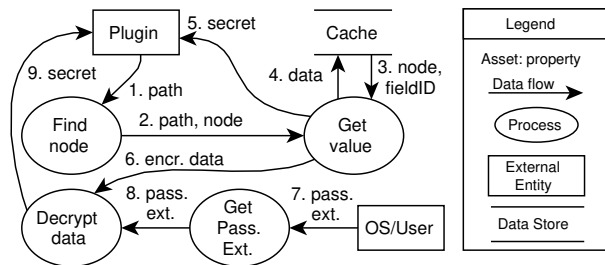 Plugin
5. secret
Cache
9. secret
1. path
4. data
3. node,
fieldID
Find
node
2. path, node
Get
value
6. encr. data
8. pass.
ext.
7. pass.
ext.
Decrypt
data
Get
Pass.
Ext.
OS/User
Legend
Asset: property
Data flow
Process
External
Entity
Data Store